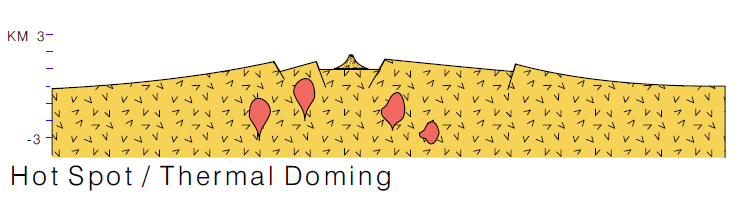 KM 3
-3
Hot Spot / Thermal Doming